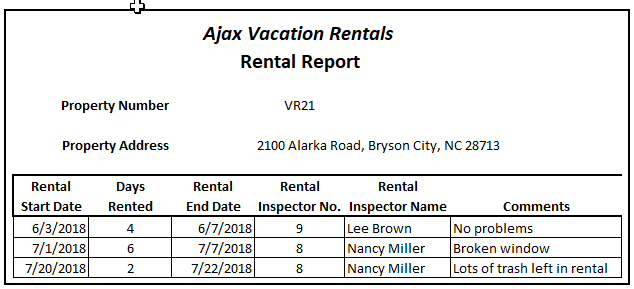 Ajax Vacation Rentals
Rental Report
Property Number VR21
Property Address 2100 Alarka Road, Bryson City, NC 28713
Rental Days Rental Rental Rental
Start Date Rented End Date Inspector No. Inspector Name Comments
6/3/2018 4 6/7/2018 9 Lee Brown No problems
7/1/2018 6 7/7/2018 8 Nancy Miller Broken window
7/20/2018 2 7/22/2018 8 Nancy Miller Lots of trash left in rental